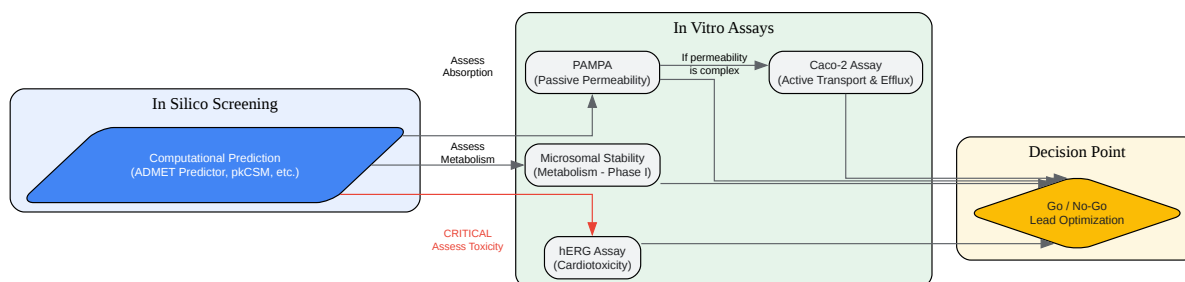 In Silico Screening
Computational Prediction
(ADMET Predictor, pkCSM, etc.)
Assess
Absorption
Assess
Metabolism
CRITICAL
Assess Toxicity
In Vitro Assays
PAMPA
(Passive Permeability)
If permeability
is complex
Caco-2 Assay
(Active Transport & Efflux)
Microsomal Stability
(Metabolism - Phase I)
hERG Assay
(Cardiotoxicity)
Decision Point
Go / No-Go
Lead Optimization